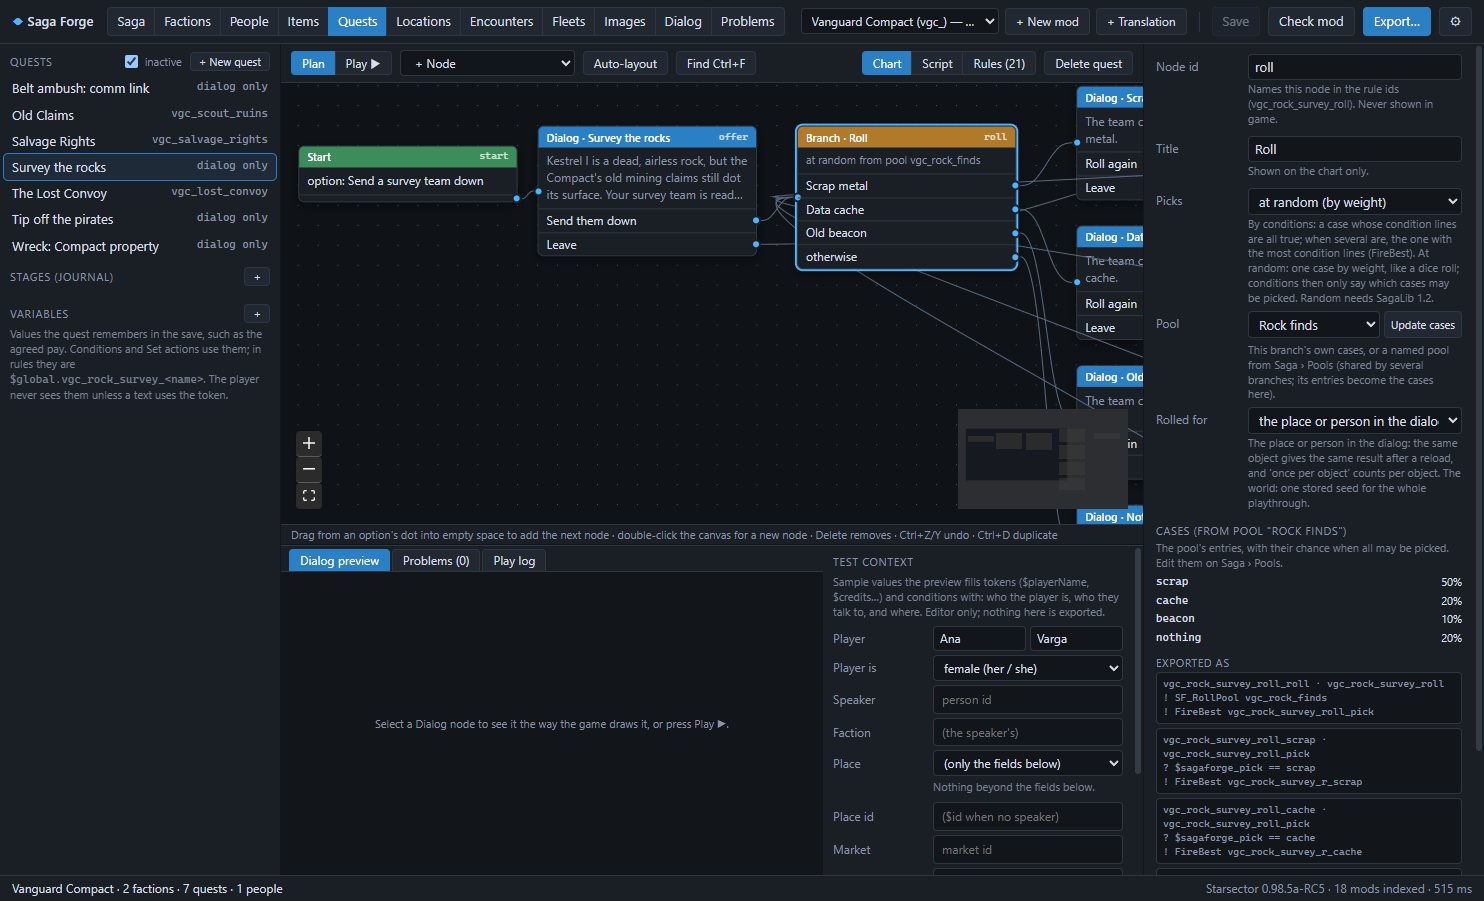 Saga Forge
Saga
Factions
People
Items
Quests
Locations
Encounters
Fleets
Images
Dialog
Problems
Vanguard Compact (vgc_) — ...
+ New mod
+ Translation
Save
Check mod
Export...
QUESTS
inactive
+ New quest
Belt ambush: comm link
dialog only
Old Claims
vgc_scout_ruins
Salvage Rights
vgc_salvage_rights
Survey the rocks
dialog only
The Lost Convoy
vgc_lost_convoy
Tip off the pirates
dialog only
Wreck: Compact property
dialog only
STAGES (JOURNAL)
+
VARIABLES
+
Values the quest remembers in the save, such as the
agreed pay. Conditions and Set actions use them; in
rules they are
$global.vgc_rock_survey_<name>. The player
never sees them unless a text uses the token.
Plan
Play ▶
+ Node
Auto-layout
Find Ctrl+F
Chart
Script
Rules (21)
Delete quest
Start
start
option: Send a survey team down
Dialog · Survey the rocks
offer
Kestrel I is a dead, airless rock, but the
Compact's old mining claims still dot
its surface. Your survey team is read...
Send them down
Leave
Branch · Roll
roll
at random from pool vgc_rock_finds
Scrap metal
Data cache
Old beacon
otherwise
Dialog · Scra
The team c
metal.
Roll again
Leave
Dialog · Dat
The team c
cache.
Roll again
Leave
Dialog · Old
The team c
in
Dialog · Not
+
−
Drag from an option's dot into empty space to add the next node · double-click the canvas for a new node · Delete removes · Ctrl+Z/Y undo · Ctrl+D duplicate
Dialog preview
Problems (0)
Play log
Select a Dialog node to see it the way the game draws it, or press Play ▶.
TEST CONTEXT
Sample values the preview fills tokens ($playerName,
$credits...) and conditions with: who the player is, who they
talk to, and where. Editor only; nothing here is exported.
Player
Ana
Varga
Player is
female (her / she)
Speaker
person id
Faction
(the speaker's)
Place
(only the fields below)
Nothing beyond the fields below.
Place id
($id when no speaker)
Market
market id
Node id
roll
Names this node in the rule ids
(vgc_rock_survey_roll). Never shown in
game.
Title
Roll
Shown on the chart only.
Picks
at random (by weight)
By conditions: a case whose condition lines
are all true; when several are, the one with
the most condition lines (FireBest). At
random: one case by weight, like a dice roll;
conditions then only say which cases may
be picked. Random needs SagaLib 1.2.
Pool
Rock finds
Update cases
This branch's own cases, or a named pool
from Saga › Pools (shared by several
branches; its entries become the cases
here).
Rolled for
the place or person in the dialo
The place or person in the dialog: the same
object gives the same result after a reload,
and 'once per object' counts per object. The
world: one stored seed for the whole
playthrough.
CASES (FROM POOL "ROCK FINDS")
The pool's entries, with their chance when all may be picked.
Edit them on Saga › Pools.
scrap
50%
cache
20%
beacon
10%
nothing
20%
EXPORTED AS
vgc_rock_survey_roll_roll · vgc_rock_survey_roll
! SF_RollPool vgc_rock_finds
! FireBest vgc_rock_survey_roll_pick
vgc_rock_survey_roll_scrap ·
vgc_rock_survey_roll_pick
? $sagaforge_pick == scrap
! FireBest vgc_rock_survey_r_scrap
vgc_rock_survey_roll_cache ·
vgc_rock_survey_roll_pick
? $sagaforge_pick == cache
! FireBest vgc_rock_survey_r_cache
Vanguard Compact · 2 factions · 7 quests · 1 people
Starsector 0.98.5a-RC5 · 18 mods indexed · 515 ms